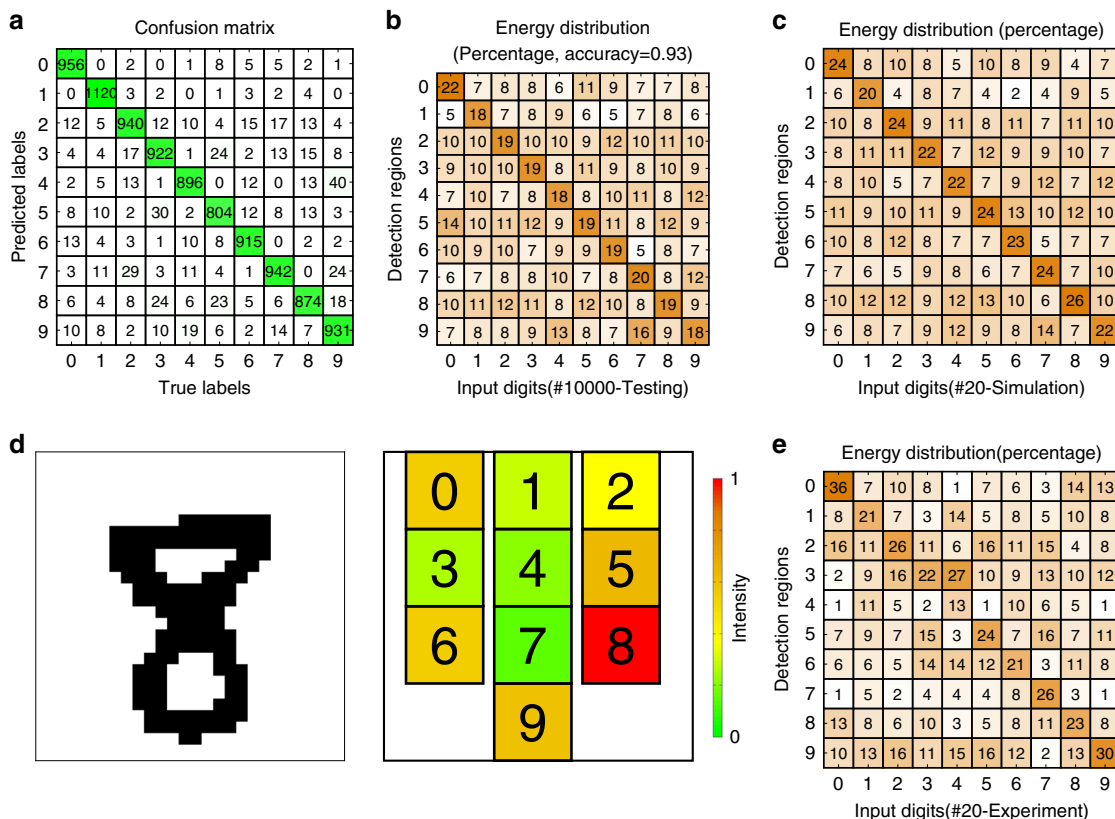 a
Confusion matrix
0 956 0 2 0 1 8 5 5 2 1
1 0 1120 3 2 0 1 3 2 4 0
2 12 5 940 12 10 4 15 17 13 4
3 4 4 17 922 1 24 2 13 15 8
4 2 5 13 1 896 0 12 0 13 40
5 8 10 2 30 2 804 12 8 13 3
6 13 4 3 1 10 8 915 0 2 2
7 3 11 29 3 11 4 1 942 0 24
8 6 4 8 24 6 23 5 6 874 18
9 10 8 2 10 19 6 2 14 7 931
0 1 2 3 4 5 6 7 8 9
Predicted labels
True labels
b
Energy distribution
(Percentage, accuracy=0.93)
0 22 7 8 8 6 11 9 7 7 8
1 5 18 7 8 9 6 5 7 8 6
2 10 10 19 10 10 9 12 10 11 10
3 9 10 10 19 8 12 8 9 10 9
4 7 10 7 8 18 8 10 8 8 12
5 14 10 11 12 9 19 11 8 12 9
6 10 9 10 7 9 9 19 5 8 7
7 6 7 8 8 10 7 8 20 8 12
8 10 11 12 11 8 12 10 8 19 9
9 7 8 8 9 13 8 7 16 9 18
0 1 2 3 4 5 6 7 8 9
Detection regions
Input digits(#10000-Testing)
c
Energy distribution (percentage)
0 24 8 10 8 5 10 8 9 4 7
1 6 20 4 8 7 4 2 4 9 5
2 10 8 24 9 11 8 11 7 11 10
3 8 11 11 22 7 12 9 9 10 7
4 8 10 5 7 22 7 9 12 7 12
5 11 9 10 11 9 24 13 10 12 10
6 10 8 12 8 7 7 23 5 7 7
7 7 6 5 9 8 6 7 24 7 10
8 10 12 12 9 12 13 10 6 26 10
9 6 8 7 9 12 9 8 14 7 22
0 1 2 3 4 5 6 7 8 9
Detection regions
Input digits(#20-Simulation)
d
0 1 2
3 4 5
6 7 8
9
1
Intensity
0
e
Energy distribution(percentage)
0 36 7 10 8 1 7 6 3 14 13
1 8 21 7 3 14 5 8 5 10 8
2 16 11 26 11 6 16 11 15 4 8
3 2 9 16 22 27 10 9 13 10 12
4 1 11 5 2 13 1 10 6 5 1
5 7 9 7 15 3 24 7 16 7 11
6 6 6 5 14 14 12 21 3 11 8
7 1 5 2 4 4 4 8 26 3 1
8 13 8 6 10 3 5 8 11 23 8
9 10 13 16 11 15 16 12 2 13 30
0 1 2 3 4 5 6 7 8 9
Detection regions
Input digits(#20-Experiment)